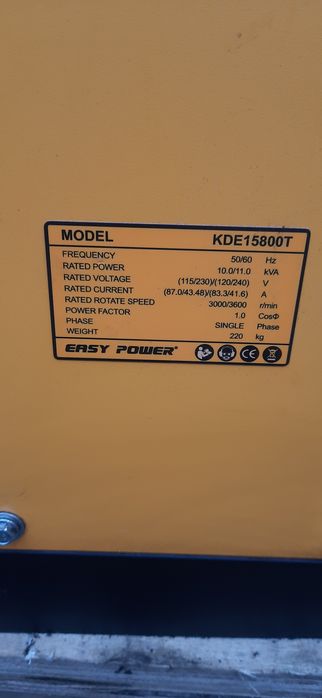 MODEL KDE15800T
FREQUENCY 50/60 Hz
RATED POWER 10.0/11.0 kVA
RATED VOLTAGE (115/230)/(120/240) V
RATED CURRENT (87.0/43.48)/(83.3/41.6) A
RATED ROTATE SPEED 3000/3600 r/min
POWER FACTOR 1.0 CosΦ
PHASE SINGLE Phase
WEIGHT 220 kg
EASY POWER® CE